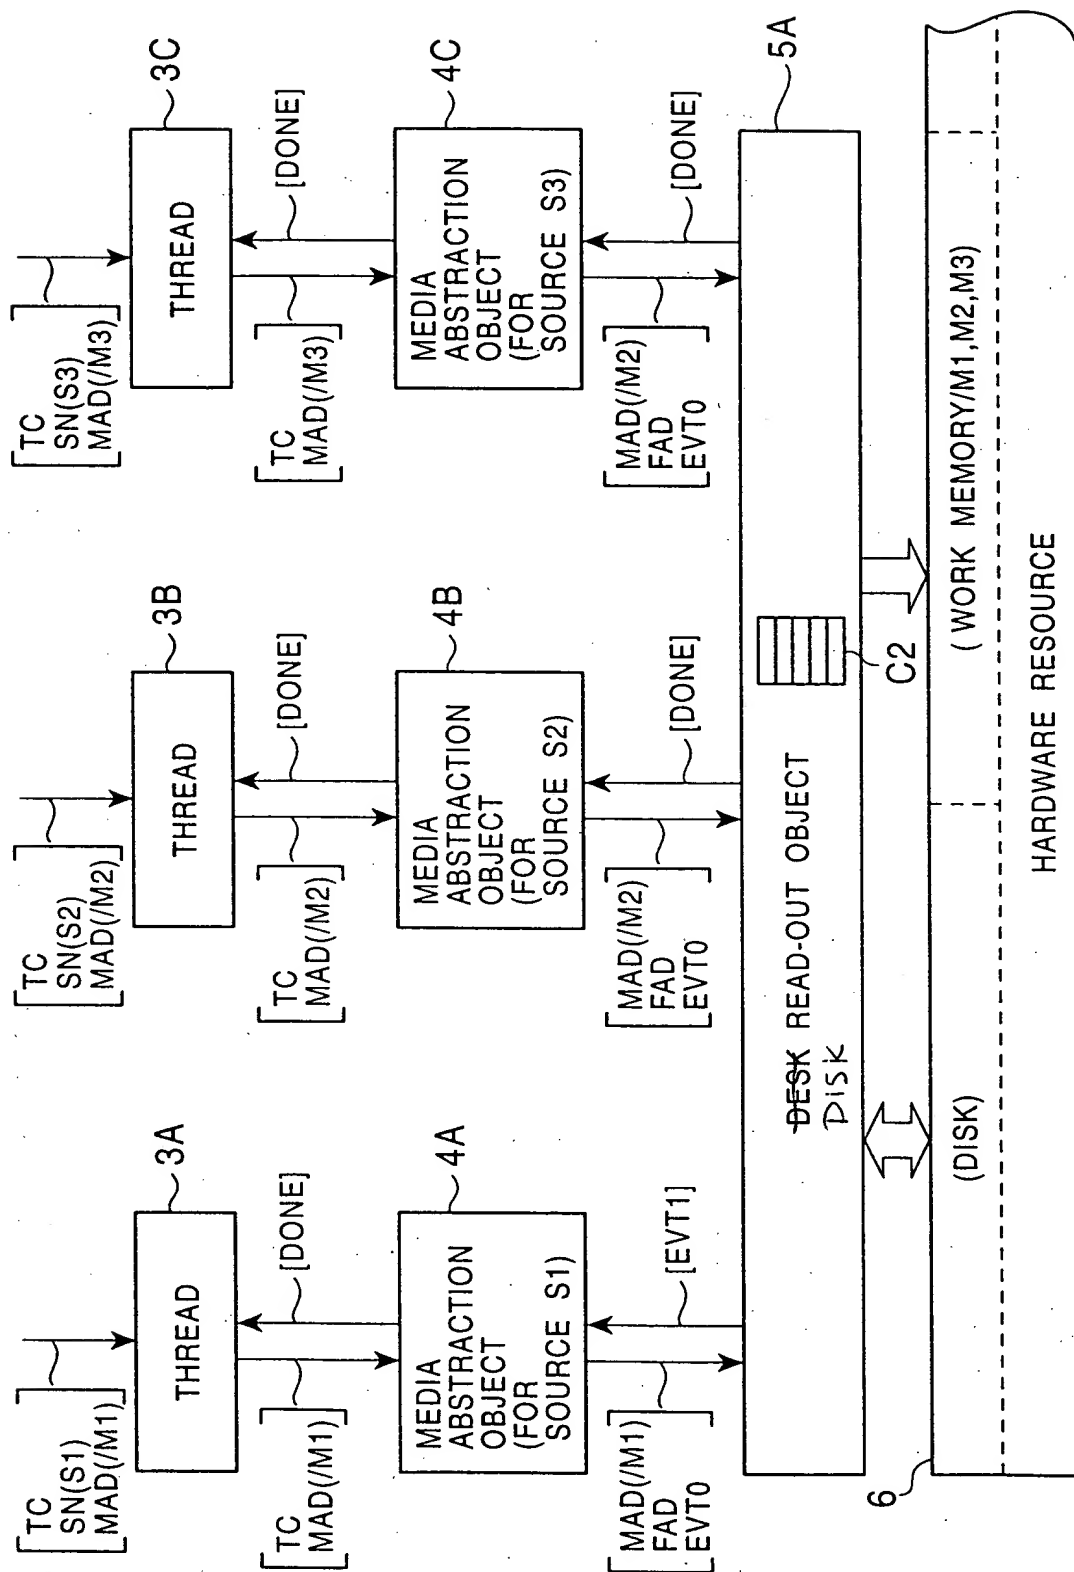 TC
SN(S1)
MAD(/M1)
3A
THREAD
TC
MAD(/M1)
[DONE]
4A
MEDIA
ABSTRACTION
OBJECT
(FOR
SOURCE S1)
MAD(/M1)
FAD
EVT0
[EVT1]
TC
SN(S2)
MAD(/M2)
3B
THREAD
TC
MAD(/M2)
[DONE]
4B
MEDIA
ABSTRACTION
OBJECT
(FOR
SOURCE S2)
MAD(/M2)
FAD
EVT0
[DONE]
TC
SN(S3)
MAD(/M3)
3C
THREAD
TC
MAD(/M3)
[DONE]
4C
MEDIA
ABSTRACTION
OBJECT
(FOR
SOURCE S3)
MAD(/M2)
FAD
EVT0
[DONE]
5A
DESK READ-OUT OBJECT
DISK
C2
6
(DISK)
(WORK MEMORY/M1,M2,M3)
HARDWARE RESOURCE